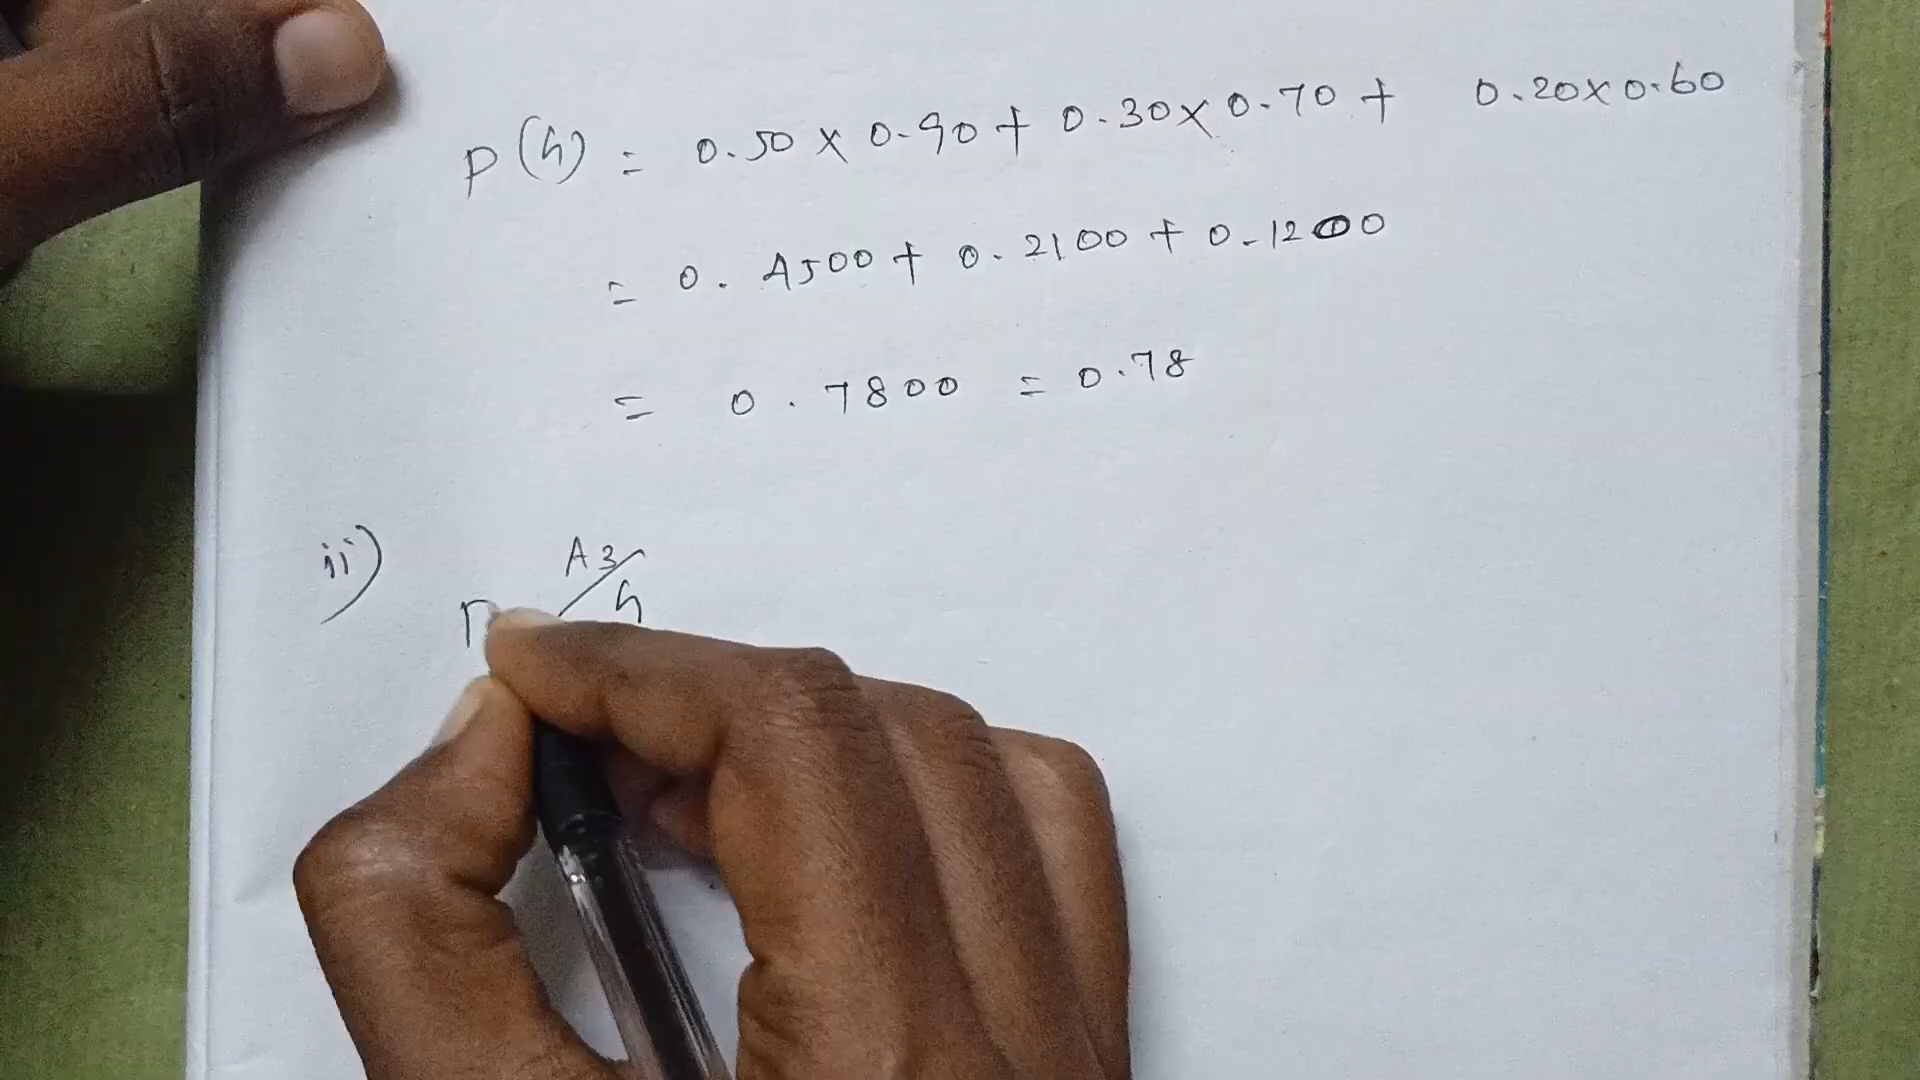 P(h) = 0.50 × 0.90 + 0.30 × 0.70 + 0.20 × 0.60
= 0.4500 + 0.2100 + 0.1200
= 0.7800 = 0.78
ii) P A3/h